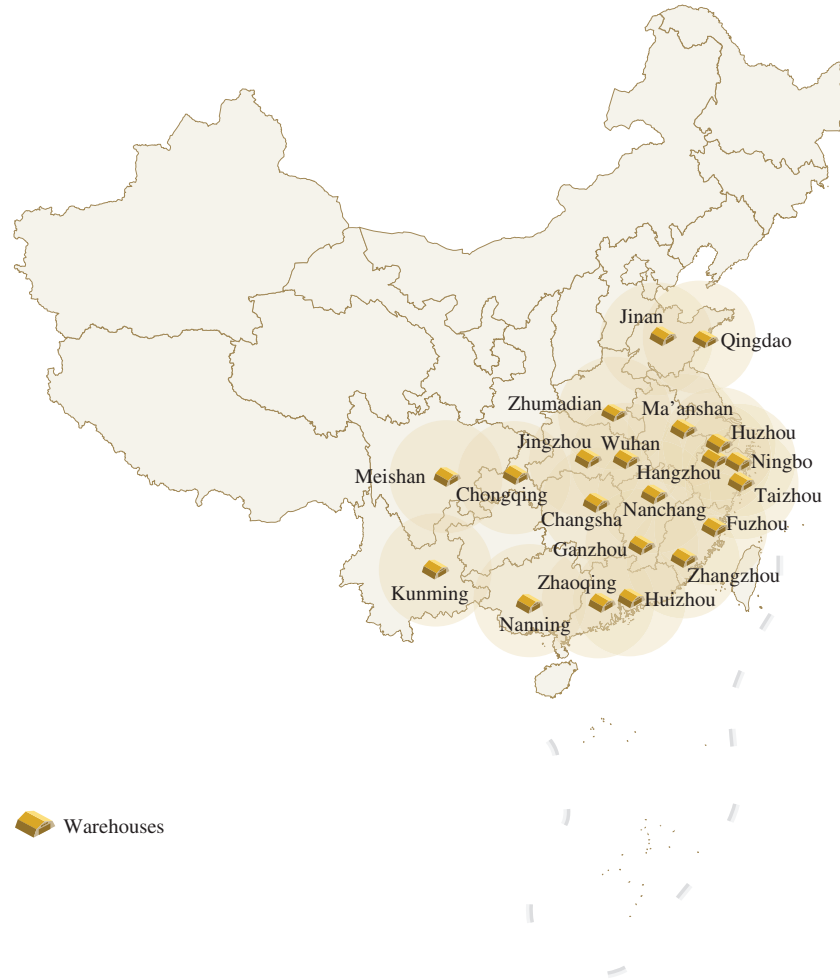 Jinan
Qingdao
Zhumadian
Ma’anshan
Jingzhou
Wuhan
Huzhou
Meishan
Chongqing
Hangzhou
Ningbo
Taizhou
Changsha
Nanchang
Fuzhou
Ganzhou
Zhangzhou
Kunming
Zhaoqing
Huizhou
Nanning
Warehouses